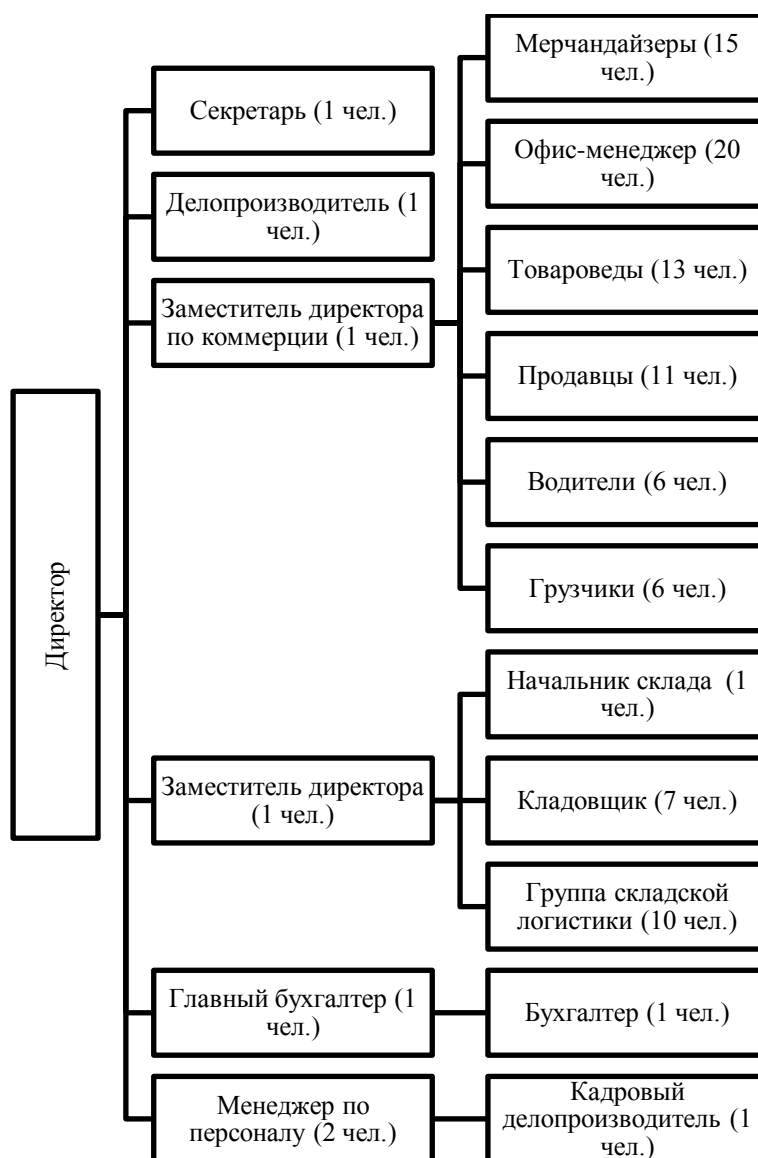 Директор
Секретарь (1 чел.)
Делопроизводитель (1
чел.)
Заместитель директора
по коммерции (1 чел.)
Мерчандайзеры (15
чел.)
Офис-менеджер (20
чел.)
Товароведы (13 чел.)
Продавцы (11 чел.)
Водители (6 чел.)
Грузчики (6 чел.)
Заместитель директора
(1 чел.)
Начальник склада (1
чел.)
Кладовщик (7 чел.)
Группа складской
логистики (10 чел.)
Главный бухгалтер (1
чел.)
Бухгалтер (1 чел.)
Менеджер по
персоналу (2 чел.)
Кадровый
делопроизводитель (1
чел.)